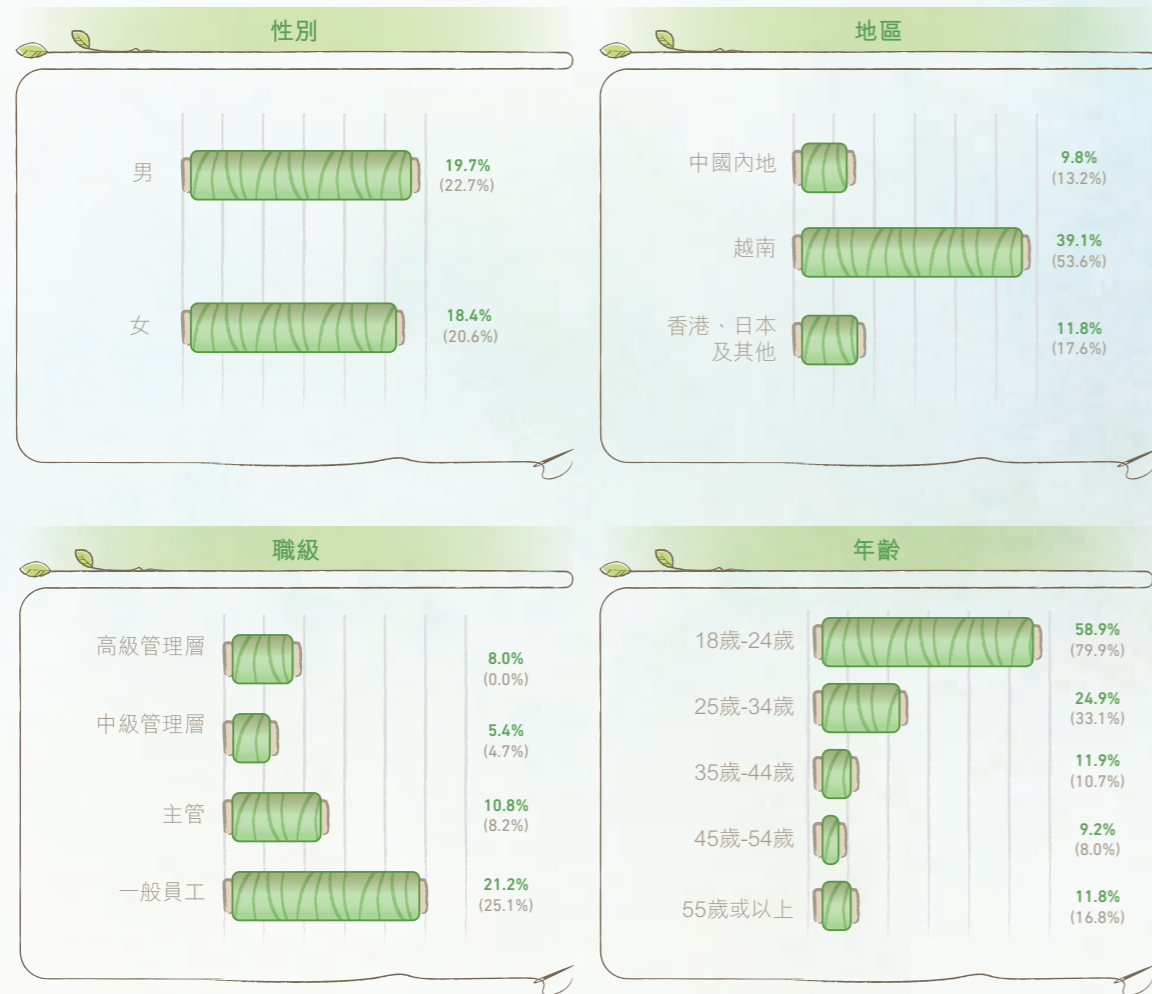 性別
男
19.7%
(22.7%)
女
18.4%
(20.6%)
地區
中國內地
9.8%
(13.2%)
越南
39.1%
(53.6%)
香港、日本
及其他
11.8%
(17.6%)
職級
高級管理層
8.0%
(0.0%)
中級管理層
5.4%
(4.7%)
主管
10.8%
(8.2%)
一般員工
21.2%
(25.1%)
年齡
18歲-24歲
58.9%
(79.9%)
25歲-34歲
24.9%
(33.1%)
35歲-44歲
11.9%
(10.7%)
45歲-54歲
9.2%
(8.0%)
55歲或以上
11.8%
(16.8%)